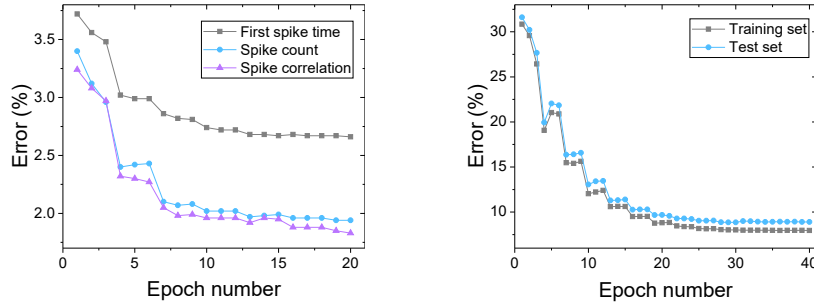 3.5
3.0
2.5
2.0
Error (%)
0
5
10
15
20
Epoch number
First spike time
Spike count
Spike correlation
30
25
20
15
10
Error (%)
0
10
20
30
40
Epoch number
Training set
Test set